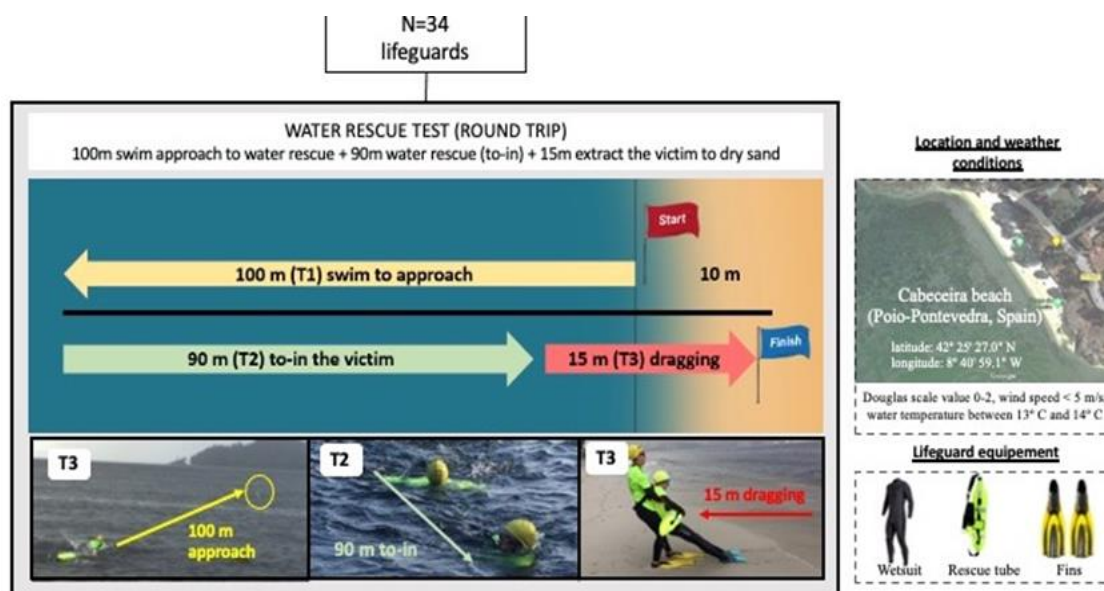 N=34
lifeguards
WATER RESCUE TEST (ROUND TRIP)
100m swim approach to water rescue + 90m water rescue (to-in) + 15m extract the victim to dry sand
Start
100 m (T1) swim to approach
10 m
90 m (T2) to-in the victim
15 m (T3) dragging
Finish
T3
100 m
approach
T2
90 m to-in
T3
15 m dragging
Location and weather
conditions
Cabeceira beach
(Poio-Pontevedra, Spain)
latitude: 42° 25' 27.0" N
longitude: 8° 40' 59.1" W
Douglas scale value 0-2, wind speed < 5 m/s
water temperature between 13º C and 14º C
Lifeguard equipement
Wetsuit
Rescue tube
Fins